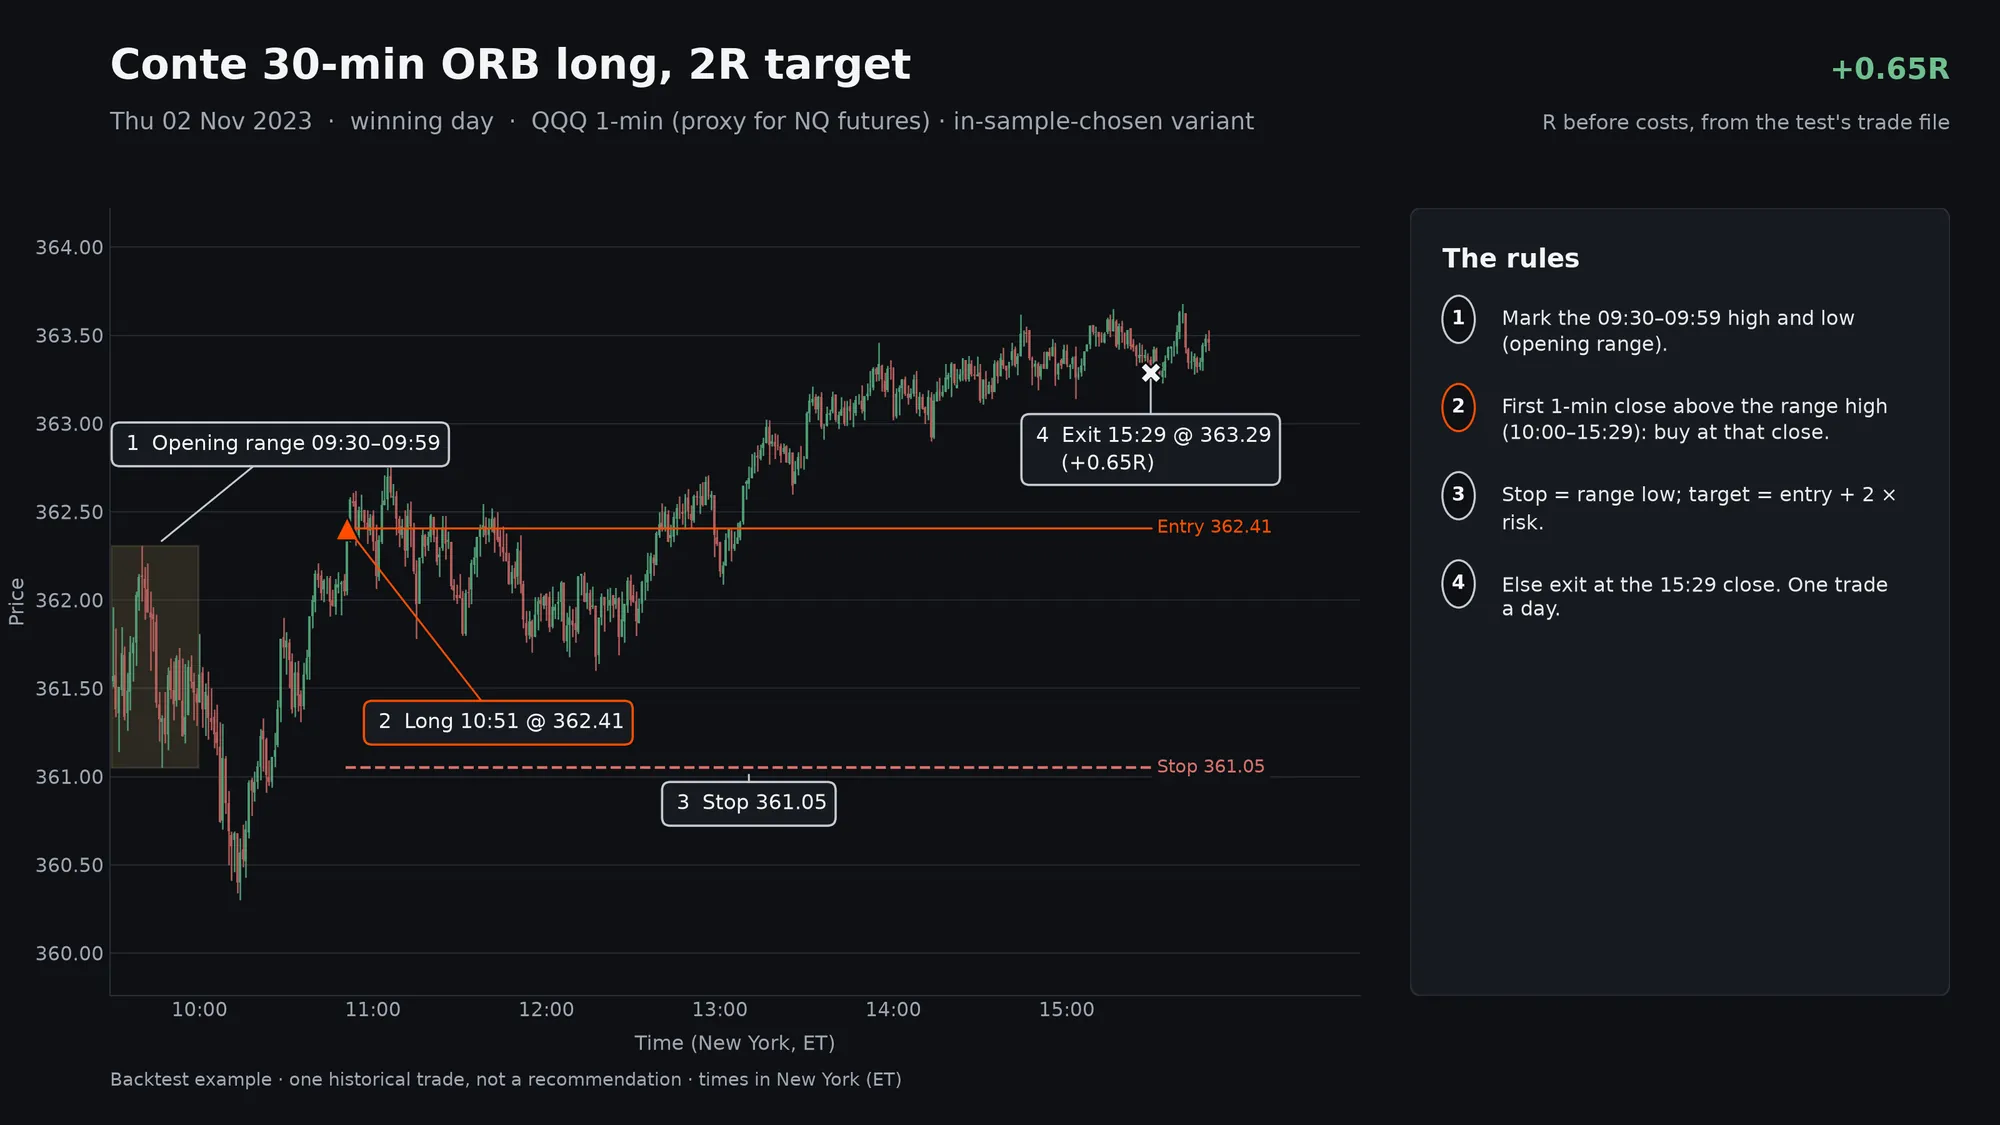 Conte 30-min ORB long, 2R target
+0.65R
Thu 02 Nov 2023 · winning day · QQQ 1-min (proxy for NQ futures) · in-sample-chosen variant
R before costs, from the test's trade file
364.00
363.50
363.00
362.50
362.00
361.50
361.00
360.50
360.00
Price
1 Opening range 09:30–09:59
4 Exit 15:29 @ 363.29
(+0.65R)
Entry 362.41
2 Long 10:51 @ 362.41
Stop 361.05
3 Stop 361.05
10:00
11:00
12:00
13:00
14:00
15:00
Time (New York, ET)
The rules
1 Mark the 09:30–09:59 high and low
(opening range).
2 First 1-min close above the range high
(10:00–15:29): buy at that close.
3 Stop = range low; target = entry + 2 ×
risk.
4 Else exit at the 15:29 close. One trade
a day.
Backtest example · one historical trade, not a recommendation · times in New York (ET)